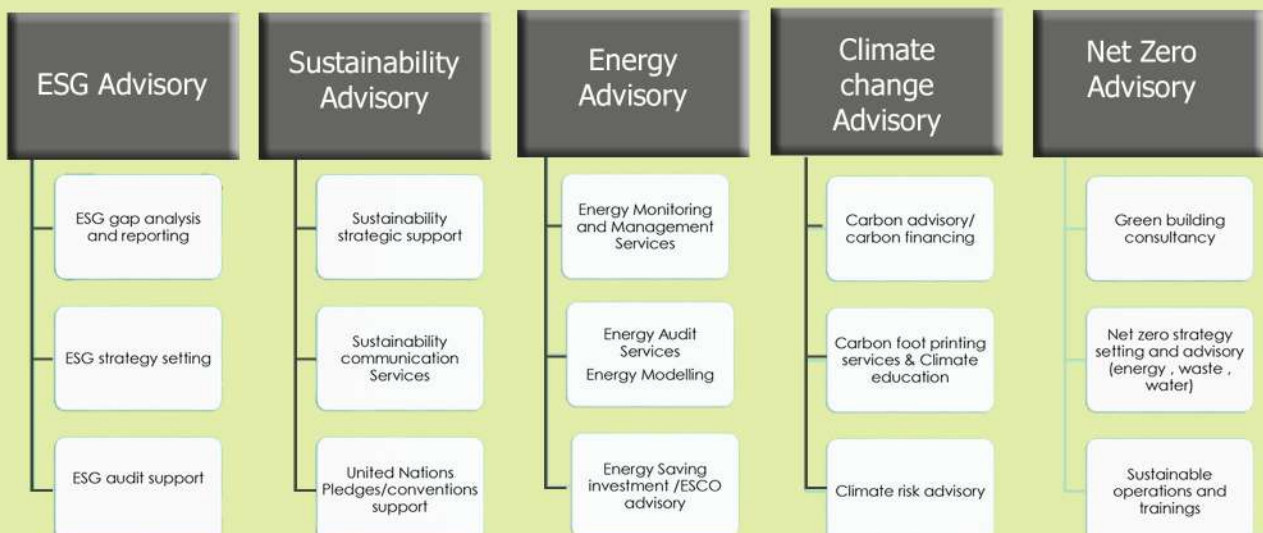 ESG Advisory
ESG gap analysis
and reporting
ESG strategy setting
ESG audit support
Sustainability
Advisory
Sustainability
strategic support
Sustainability
communication
Services
United Nations
Pledges/conventions
support
Energy
Advisory
Energy Monitoring
and Management
Services
Energy Audit
Services
Energy Modelling
Energy Saving
investment /ESCO
advisory
Climate
change
Advisory
Carbon advisory/
carbon financing
Carbon foot printing
services & Climate
education
Climate risk advisory
Net Zero
Advisory
Green building
consultancy
Net zero strategy
setting and advisory
(energy , waste ,
water)
Sustainable
operations and
trainings